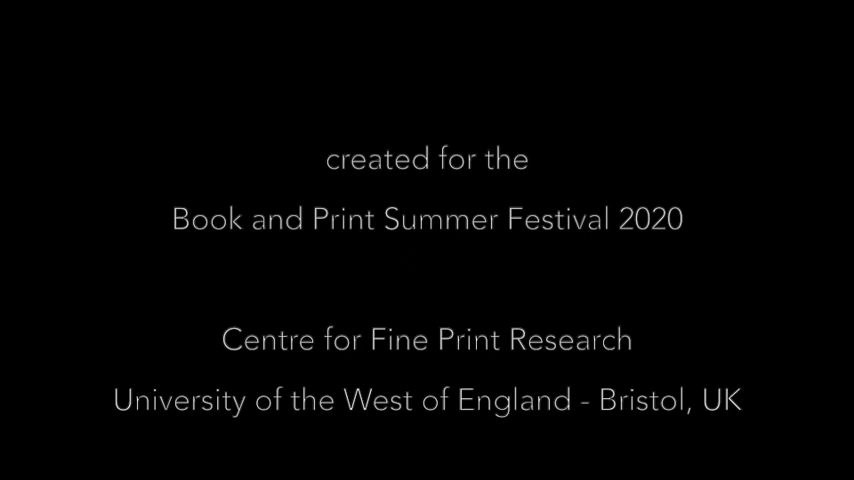 created for the
Book and Print Summer Festival 2020
Centre for Fine Print Research
University of the West of England - Bristol, UK